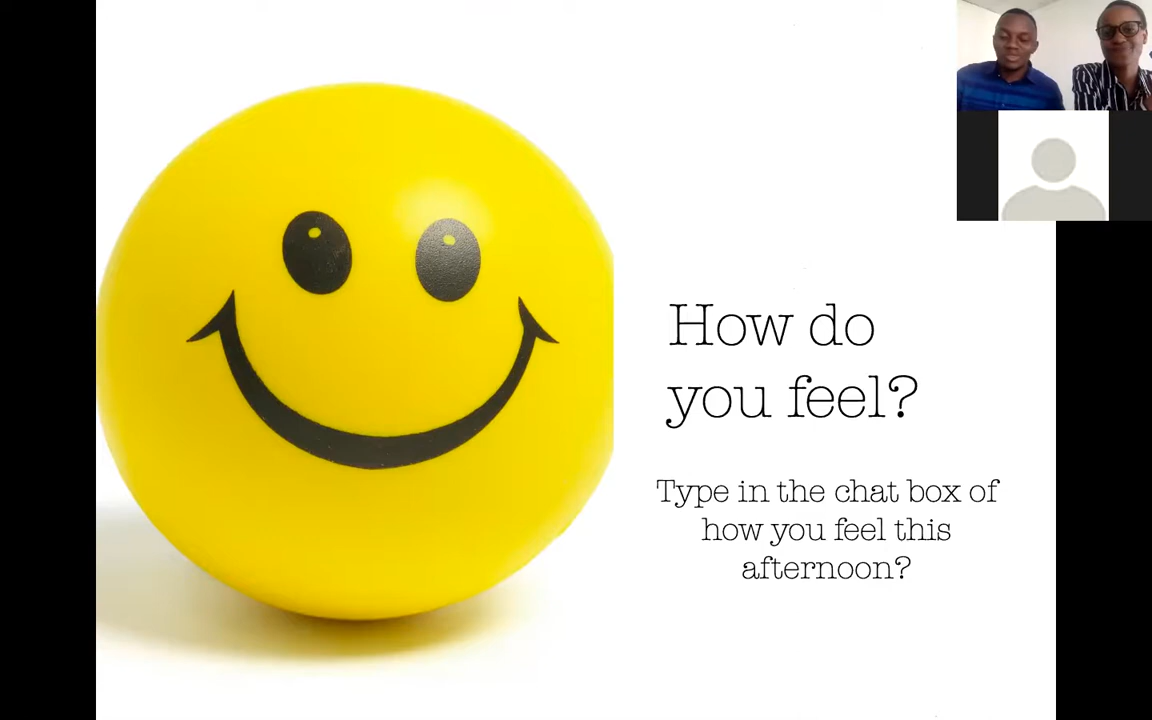 How do
you feel?
Type in the chat box of
how you feel this
afternoon?